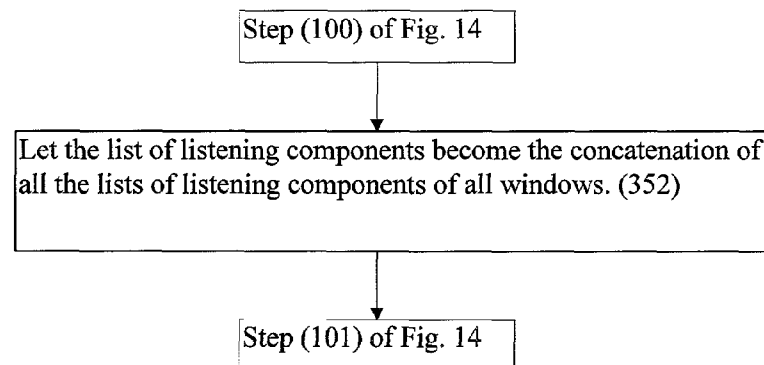 Step (100) of Fig. 14
Let the list of listening components become the concatenation of
all the lists of listening components of all windows. (352)
Step (101) of Fig. 14